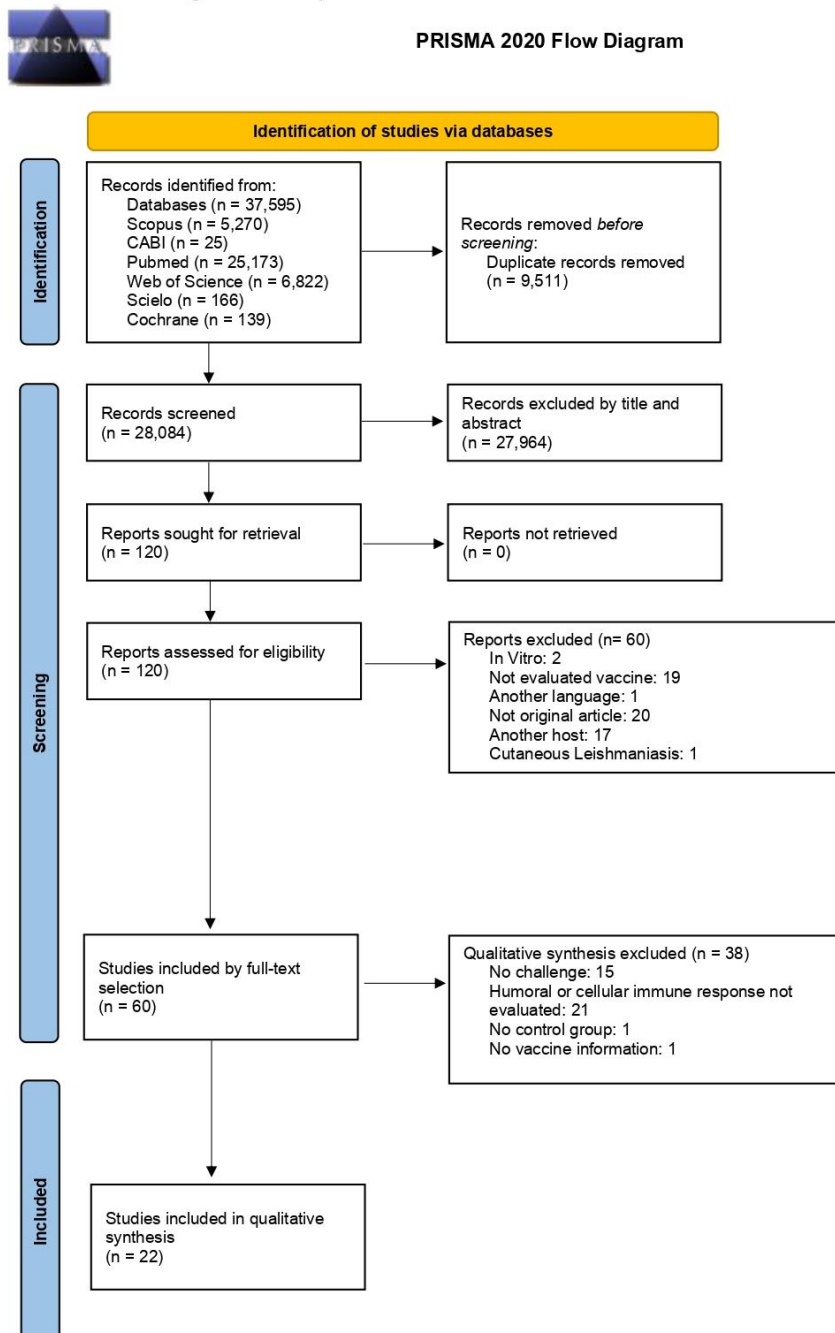 PRISMA
PRISMA 2020 Flow Diagram
Identification of studies via databases
Identification
Records identified from:
Databases (n = 37,595)
Scopus (n = 5,270)
CABI (n = 25)
Pubmed (n = 25,173)
Web of Science (n = 6,822)
Scielo (n = 166)
Cochrane (n = 139)
Records removed before
screening:
Duplicate records removed
(n = 9,511)
Screening
Records screened
(n = 28,084)
Records excluded by title and
abstract
(n = 27,964)
Reports sought for retrieval
(n = 120)
Reports not retrieved
(n = 0)
Reports assessed for eligibility
(n = 120)
Reports excluded (n= 60)
In Vitro: 2
Not evaluated vaccine: 19
Another language: 1
Not original article: 20
Another host: 17
Cutaneous Leishmaniasis: 1
Studies included by full-text
selection
(n = 60)
Qualitative synthesis excluded (n = 38)
No challenge: 15
Humoral or cellular immune response not
evaluated: 21
No control group: 1
No vaccine information: 1
Included
Studies included in qualitative
synthesis
(n = 22)